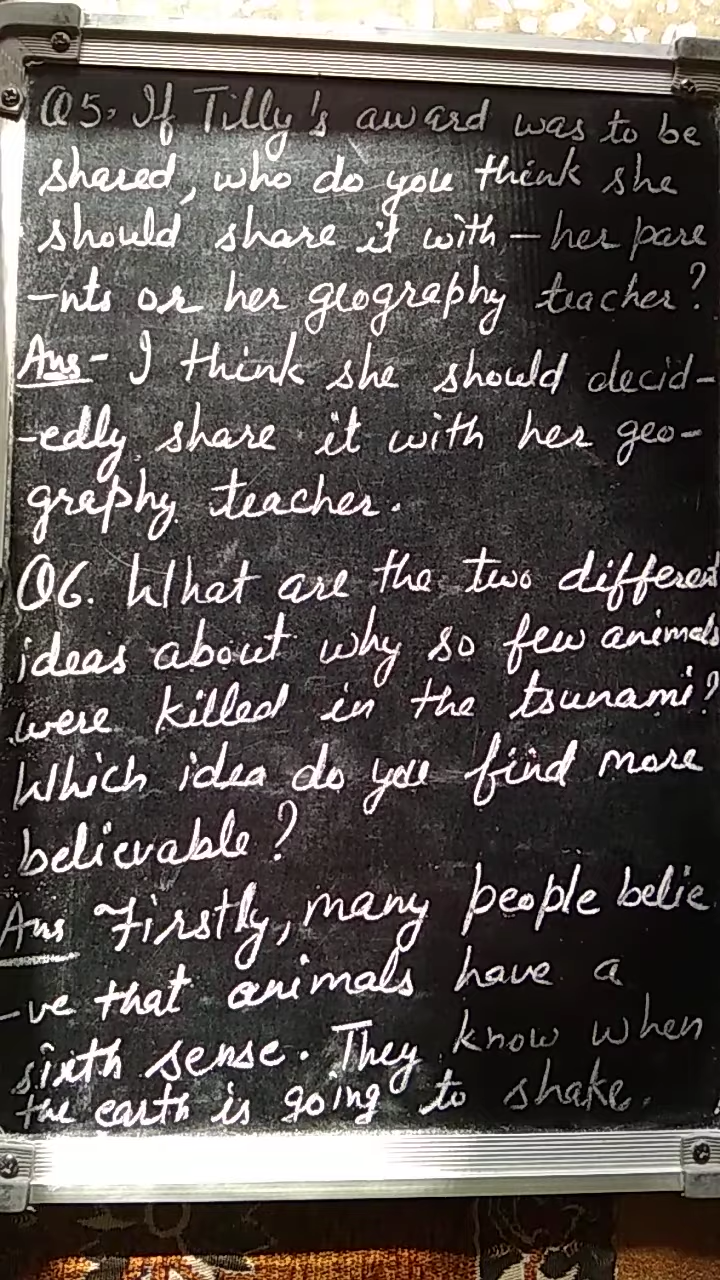 Q5. If Tilly's award was to be
shared, who do you think she
should share it with - her pare
-nts or her geography teacher?
Ans - I think she should decid-
-edly share it with her geo-
graphy teacher.
Q6. What are the two different
ideas about why so few animals
were killed in the tsunami?
Which idea do you find more
believable?
Ans Firstly, many people belie
-ve that animals have a
sixth sense. They know when
the earth is going to shake.